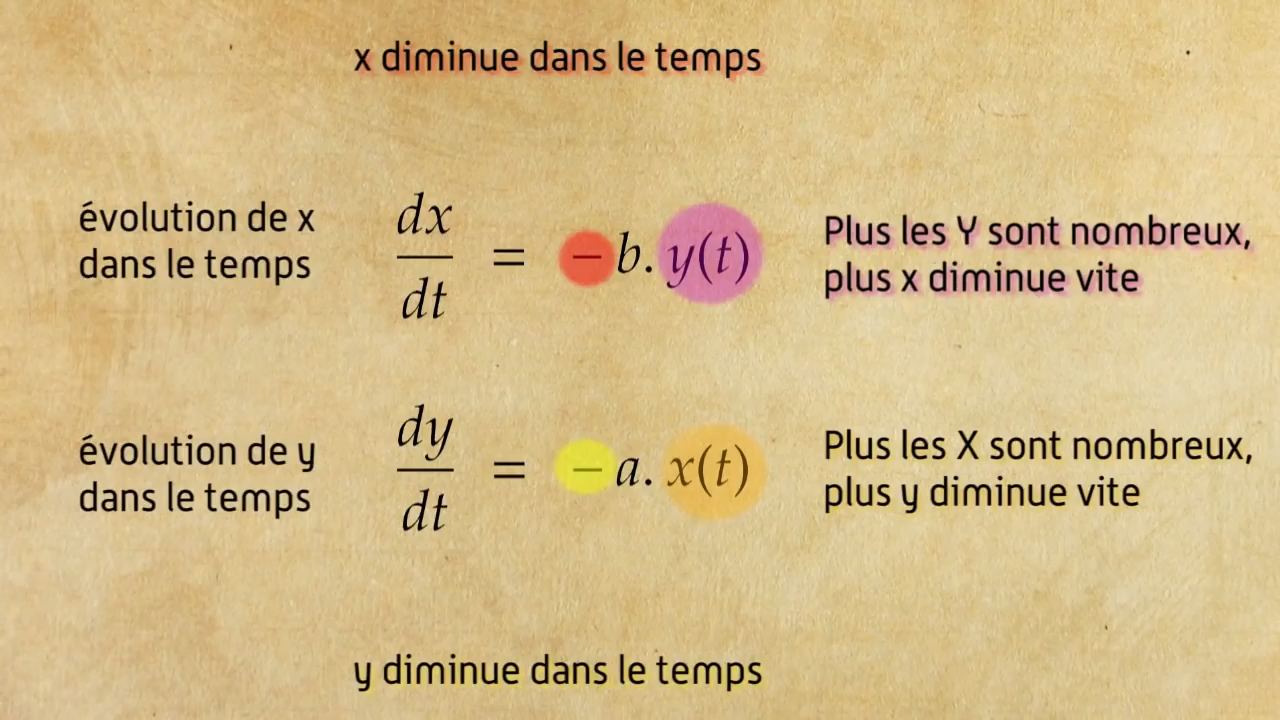 x diminue dans le temps
évolution de x
dans le temps
dx/dt = − b. y(t)
Plus les Y sont nombreux,
plus x diminue vite
évolution de y
dans le temps
dy/dt = − a. x(t)
Plus les X sont nombreux,
plus y diminue vite
y diminue dans le temps